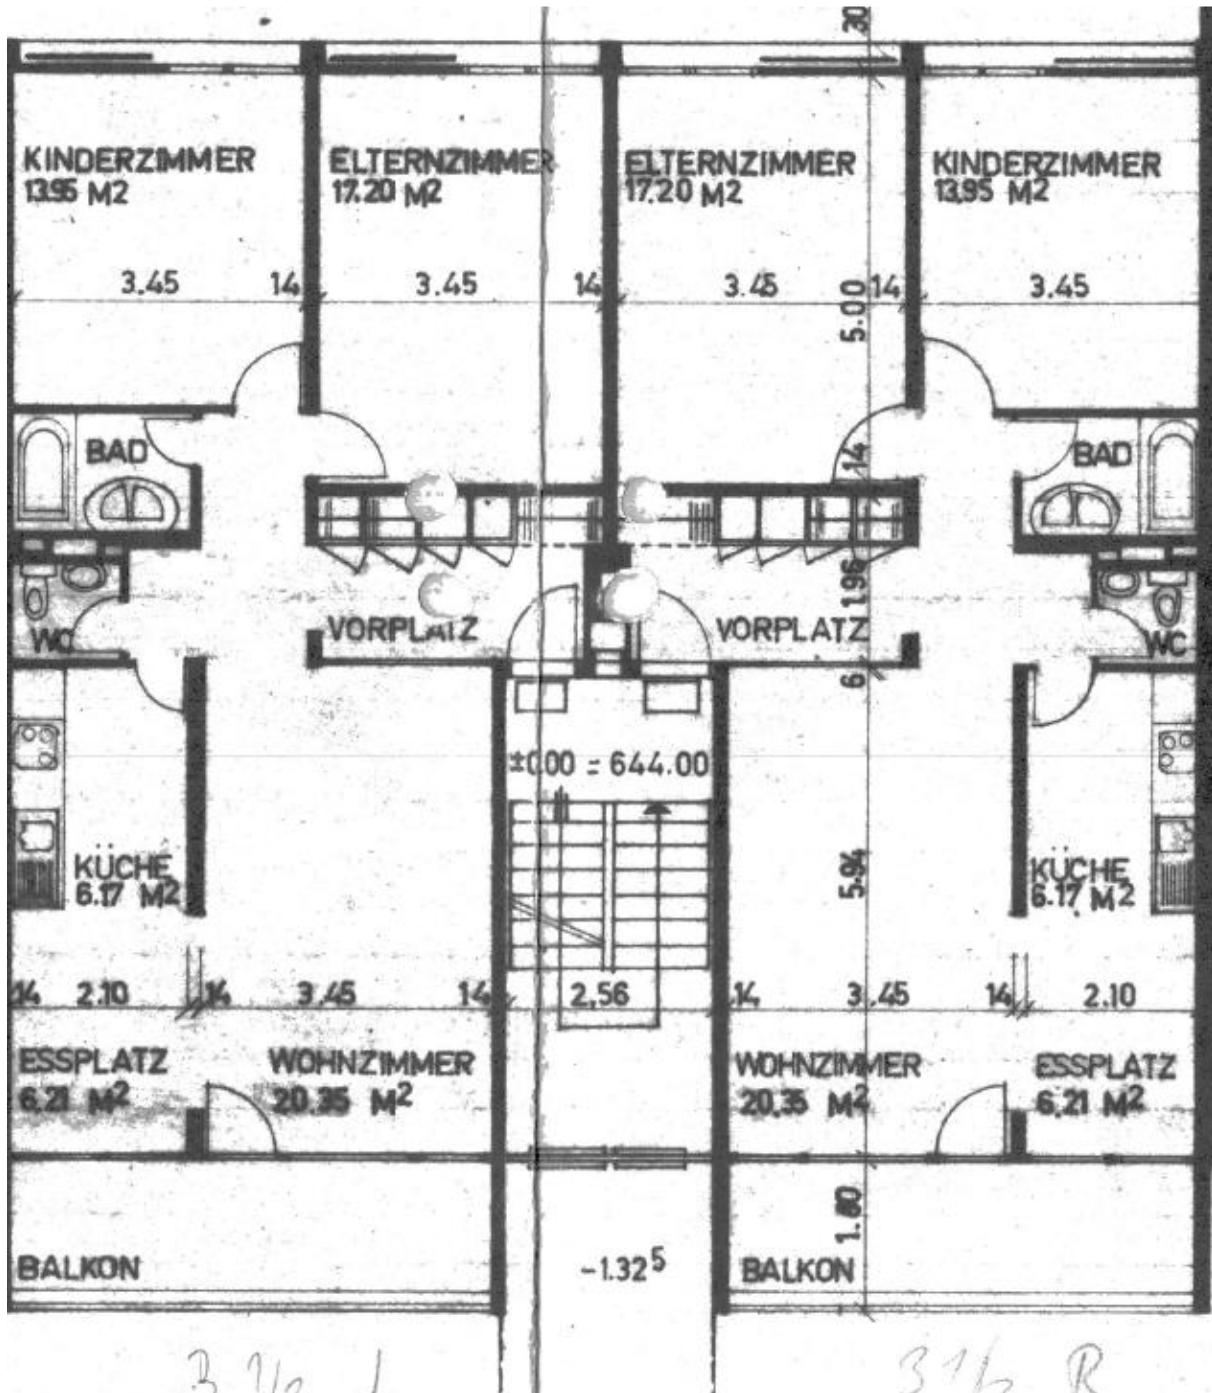 30
KINDERZIMMER
13.95 M2
ELTERNZIMMER
17.20 M2
ELTERNZIMMER
17.20 M2
KINDERZIMMER
13.95 M2
3.45
14
3.45
14
3.45
14
3.45
5.00
BAD
14
BAD
1.96
WC
VORPLATZ
VORPLATZ
WC
6
±0.00 = 644.00
KÜCHE
6.17 M2
5.94
KÜCHE
6.17 M2
14
2.10
14
3.45
14
2.56
14
3.45
14
2.10
ESSPLATZ
6.21 M2
WOHNZIMMER
20.35 M2
WOHNZIMMER
20.35 M2
ESSPLATZ
6.21 M2
1.80
BALKON
-1.32⁵
BALKON
3 1/2
3 1/2 R